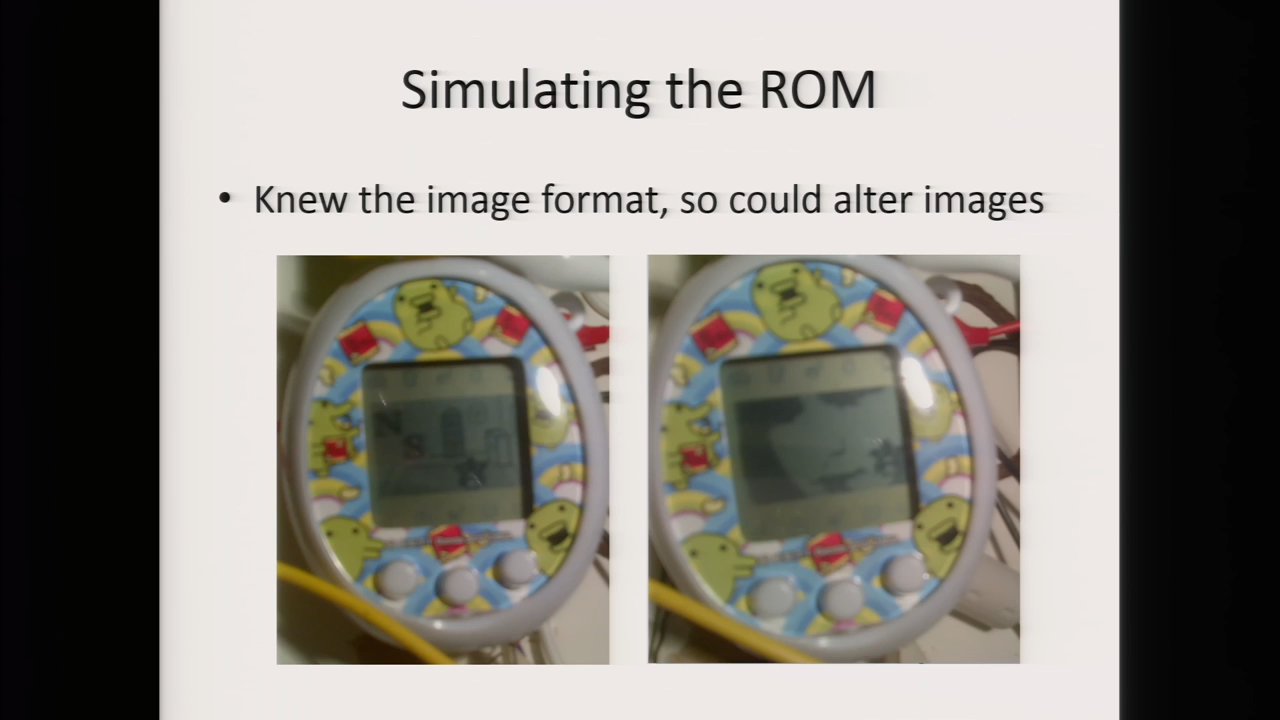 Simulating the ROM
• Knew the image format, so could alter images
N
S